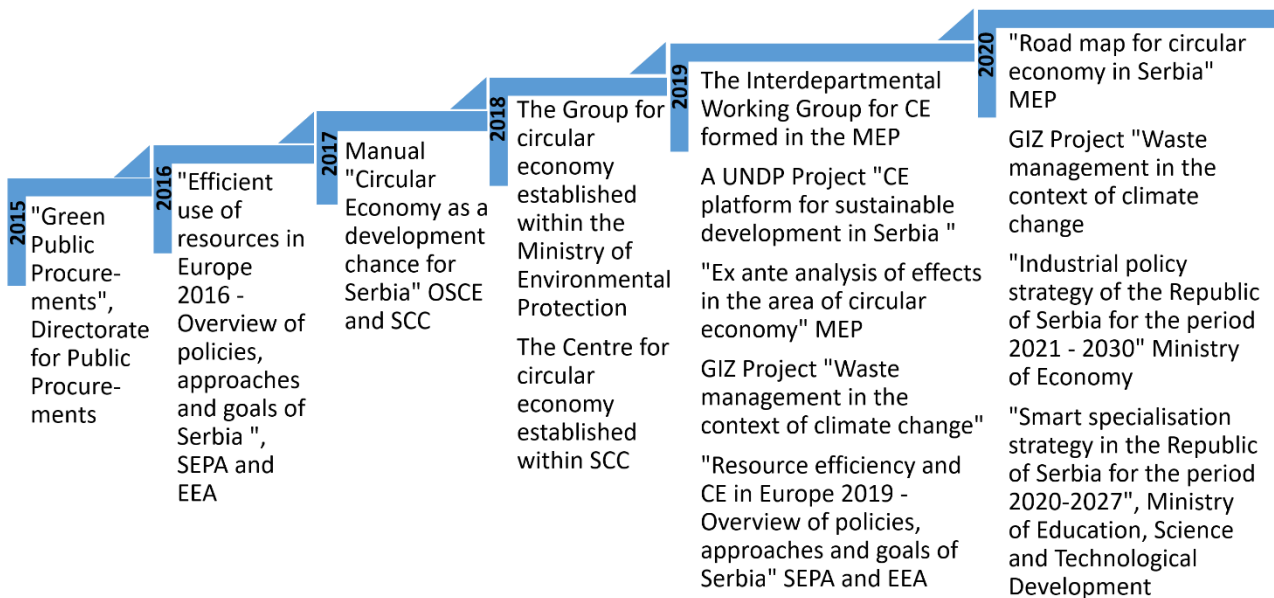 2015
"Green
Public
Procure-
ments",
Directorate
for Public
Procure-
ments
2016
"Efficient
use of
resources in
Europe
2016 -
Overview of
policies,
approaches
and goals of
Serbia ",
SEPA and
EEA
2017
Manual
"Circular
Economy as a
development
chance for
Serbia" OSCE
and SCC
2018
The Group for
circular
economy
established
within the
Ministry of
Environmental
Protection
The Centre for
circular
economy
established
within SCC
2019
The Interdepartmental
Working Group for CE
formed in the MEP
A UNDP Project "CE
platform for sustainable
development in Serbia "
"Ex ante analysis of effects
in the area of circular
economy" MEP
GIZ Project "Waste
management in the
context of climate change"
"Resource efficiency and
CE in Europe 2019 -
Overview of policies,
approaches and goals of
Serbia" SEPA and EEA
2020
"Road map for circular
economy in Serbia"
MEP
GIZ Project "Waste
management in the
context of climate
change
"Industrial policy
strategy of the Republic
of Serbia for the period
2021 - 2030" Ministry
of Economy
"Smart specialisation
strategy in the Republic
of Serbia for the period
2020-2027", Ministry
of Education, Science
and Technological
Development